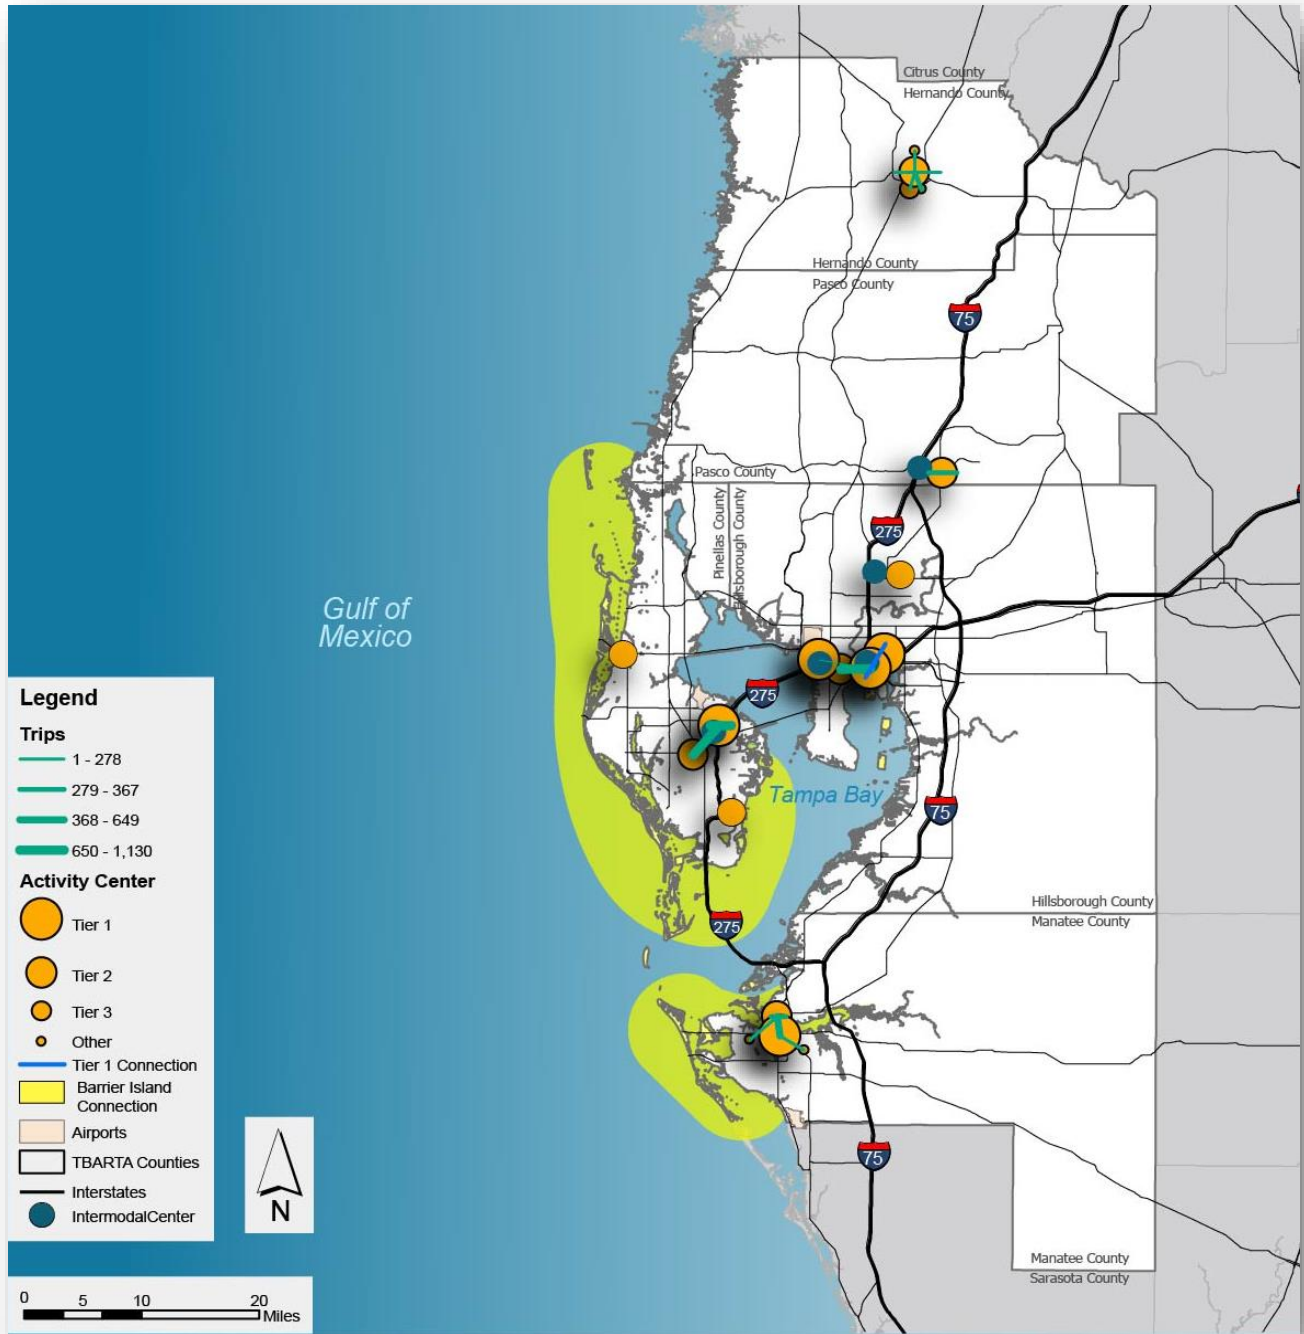 Citrus County
Hernando County
Hernando County
Pasco County
75
Pasco County
Pinellas County
Hillsborough County
275
Gulf of
Mexico
275
Tampa Bay
75
Hillsborough County
Manatee County
275
75
Manatee County
Sarasota County
Legend
Trips
1 - 278
279 - 367
368 - 649
650 - 1,130
Activity Center
Tier 1
Tier 2
Tier 3
Other
Tier 1 Connection
Barrier Island
Connection
Airports
TBARTA Counties
Interstates
IntermodalCenter
N
0 5 10 20
Miles